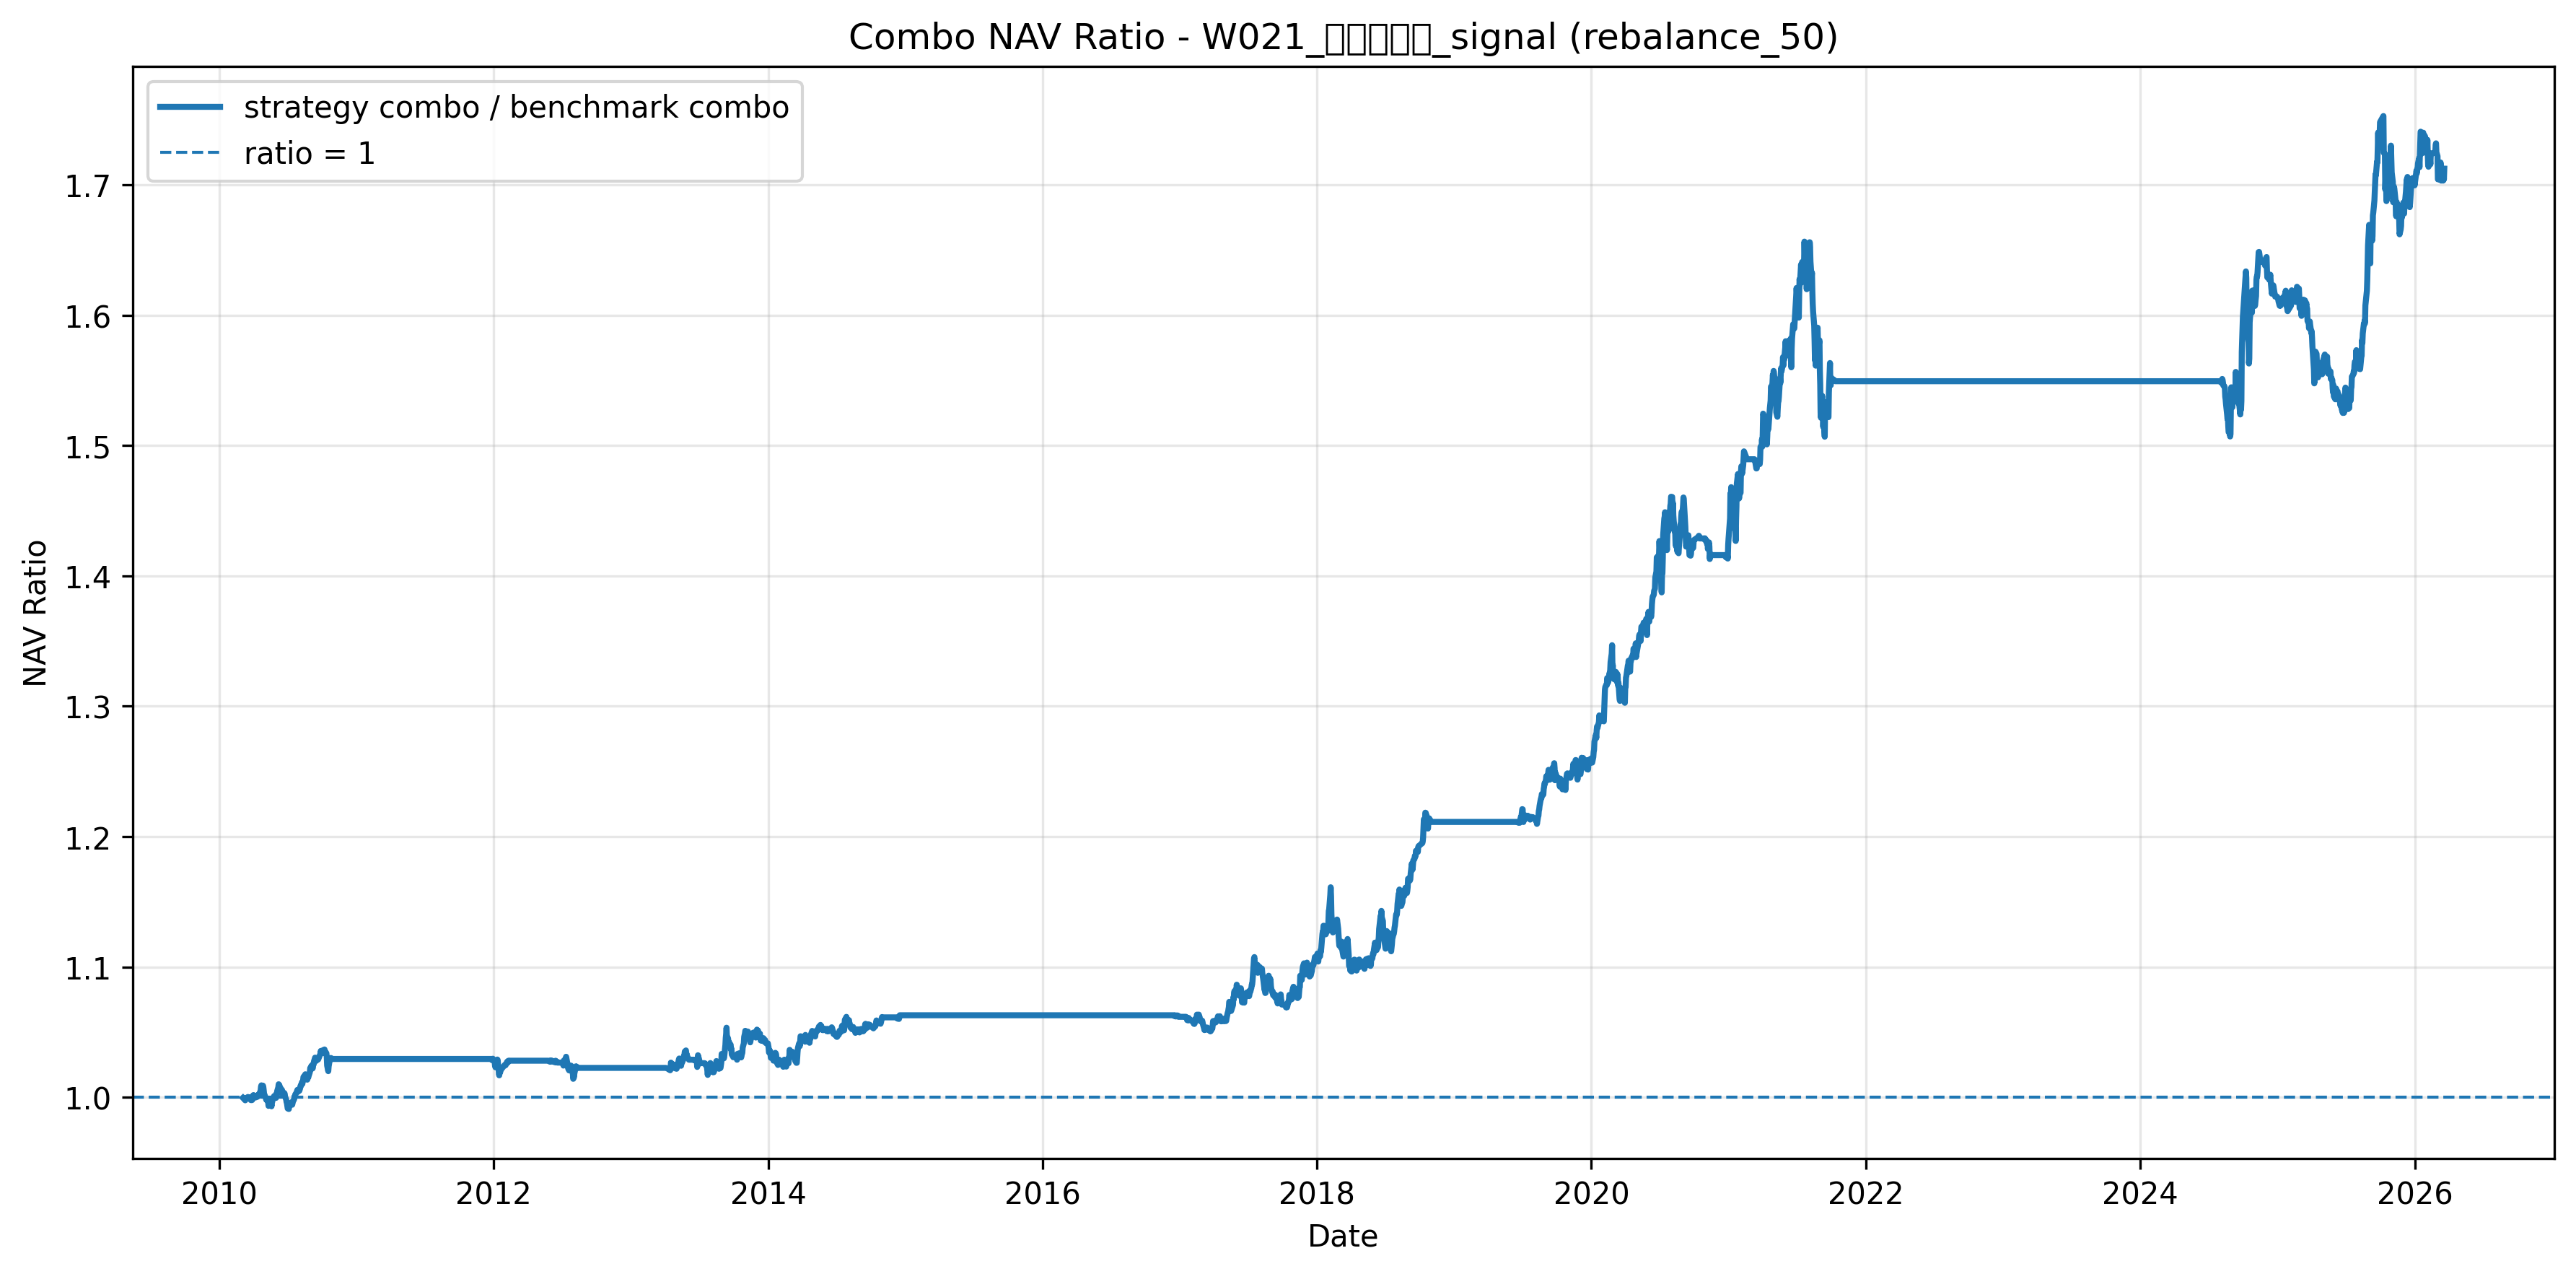 Combo NAV Ratio - W021_□□□□□_signal (rebalance_50)
strategy combo / benchmark combo
ratio = 1
NAV Ratio
1.7
1.6
1.5
1.4
1.3
1.2
1.1
1.0
2010 2012 2014 2016 2018 2020 2022 2024 2026
Date